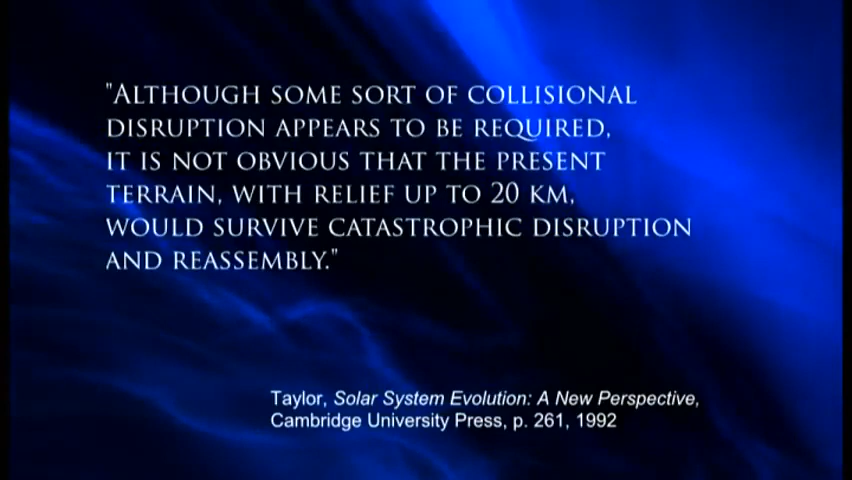 "ALTHOUGH SOME SORT OF COLLISIONAL
DISRUPTION APPEARS TO BE REQUIRED,
IT IS NOT OBVIOUS THAT THE PRESENT
TERRAIN, WITH RELIEF UP TO 20 KM,
WOULD SURVIVE CATASTROPHIC DISRUPTION
AND REASSEMBLY."
Taylor, Solar System Evolution: A New Perspective,
Cambridge University Press, p. 261, 1992